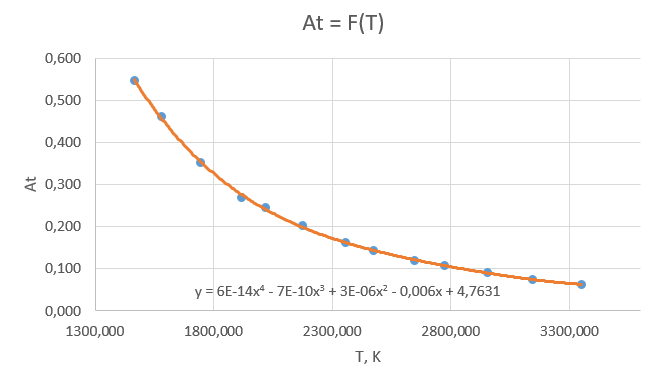 At = F(T)
0,600
0,500
0,400
0,300
0,200
0,100
0,000
At
y = 6E-14x⁴ - 7E-10x³ + 3E-06x² - 0,006x + 4,7631
1300,000 1800,000 2300,000 2800,000 3300,000
T, K